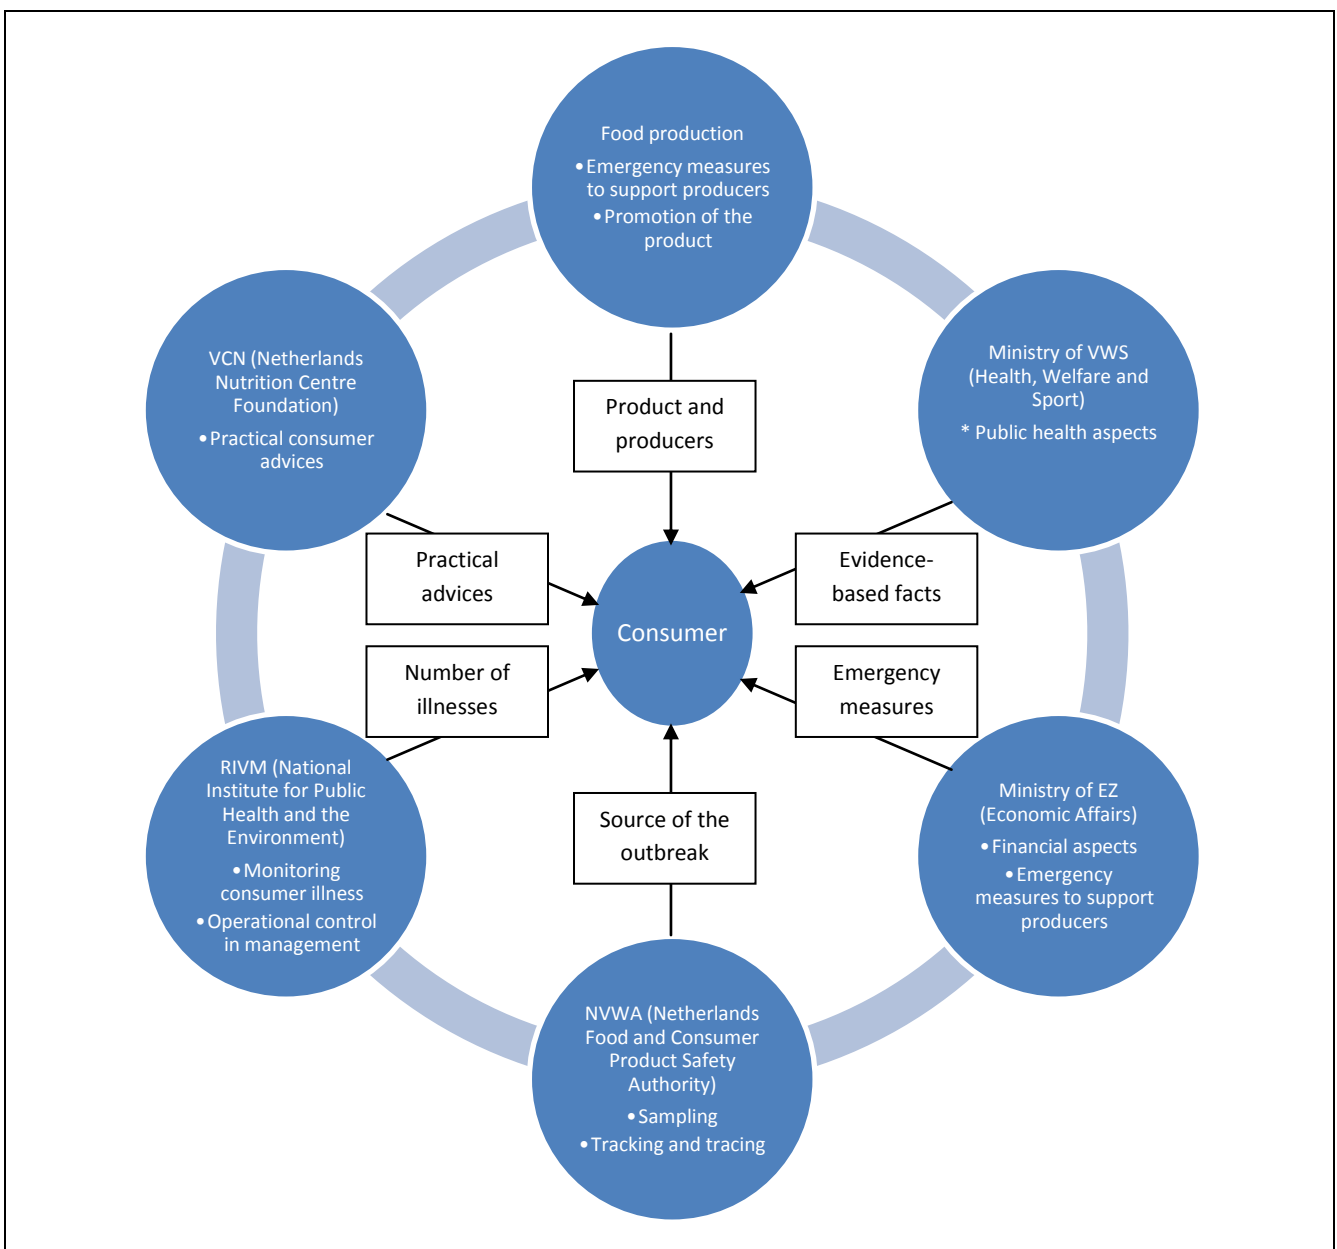 Food production
•Emergency measures
to support producers
•Promotion of the
product
VCN (Netherlands
Nutrition Centre
Foundation)
•Practical consumer
advices
Ministry of VWS
(Health, Welfare and
Sport)
* Public health aspects
Product and
producers
Practical
advices
Evidence-
based facts
Consumer
Number of
illnesses
Emergency
measures
RIVM (National
Institute for Public
Health and the
Environment)
•Monitoring
consumer illness
•Operational control
in management
Source of the
outbreak
Ministry of EZ
(Economic Affairs)
•Financial aspects
•Emergency
measures to support
producers
NVWA (Netherlands
Food and Consumer
Product Safety
Authority)
•Sampling
•Tracking and tracing